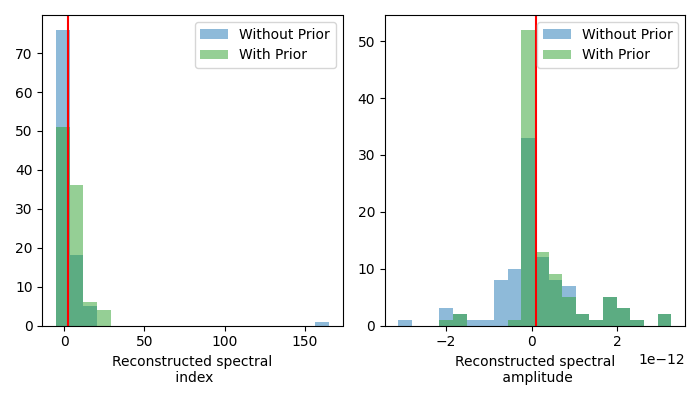 70
60
50
40
30
20
10
0
0
50
100
150
Without Prior
With Prior
Reconstructed spectral
index
50
40
30
20
10
0
−2
0
2
1e−12
Without Prior
With Prior
Reconstructed spectral
amplitude